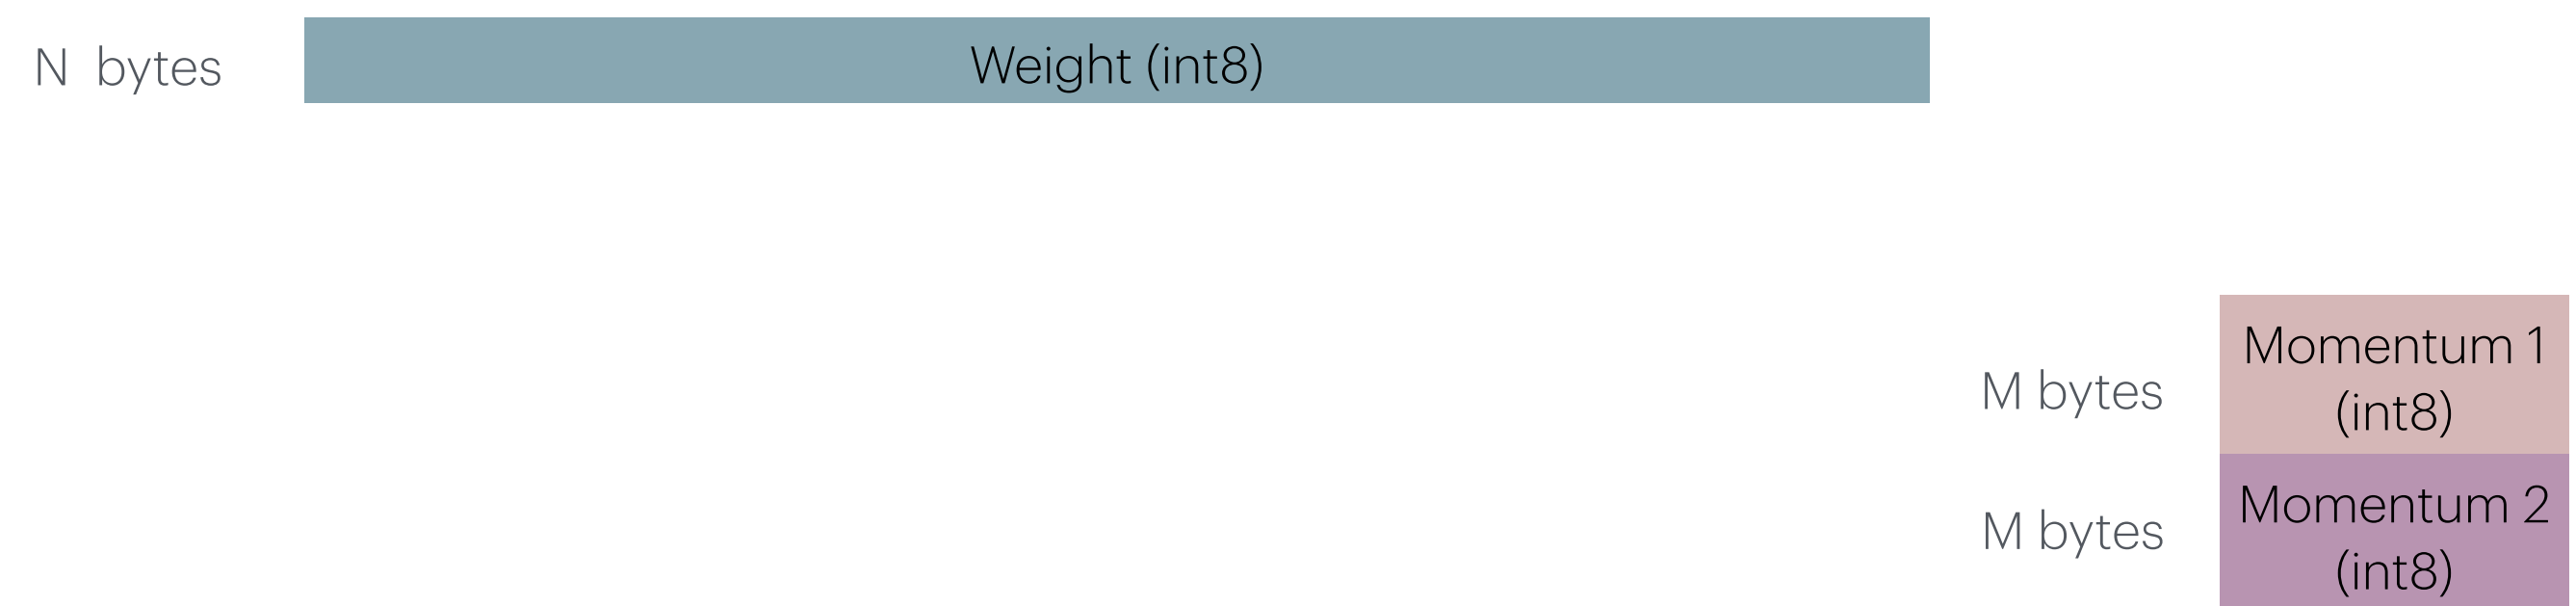 N bytes
Weight (int8)
Momentum 1
(int8)
M bytes
Momentum 2
(int8)
M bytes